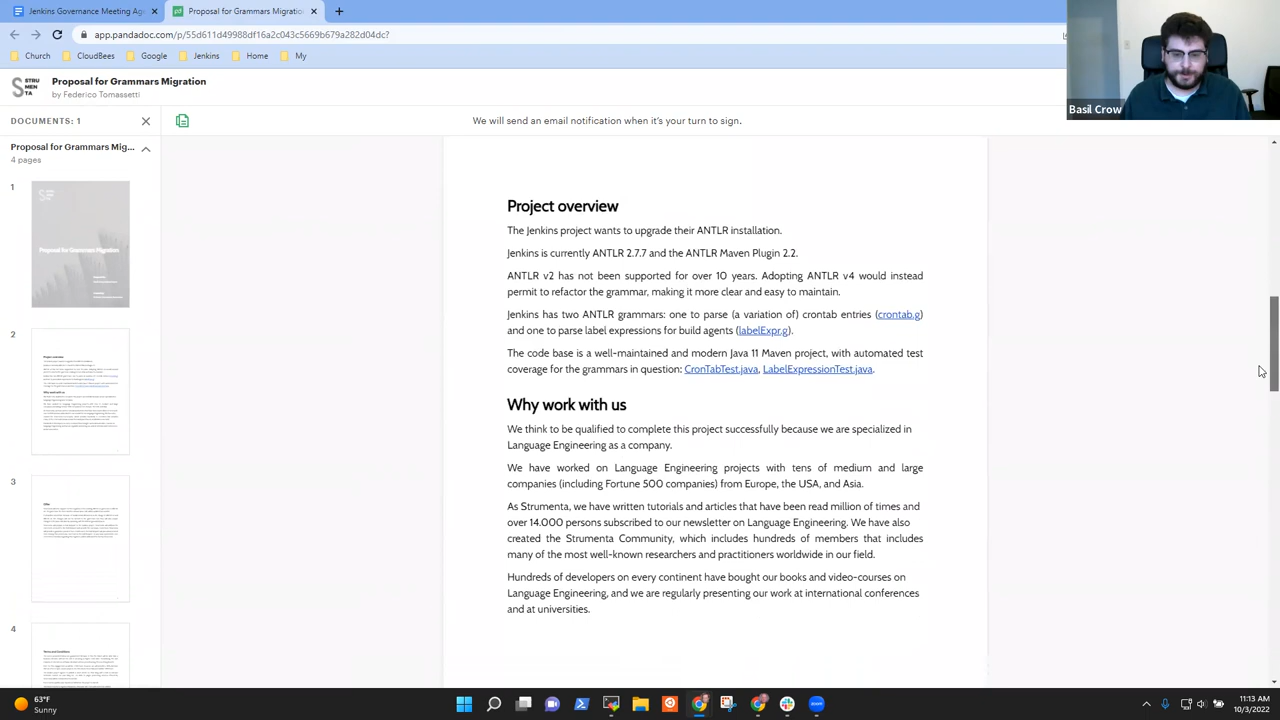 Jenkins Governance Meeting Age
Proposal for Grammars Migration
app.pandadoc.com/p/55d611d49988df16a2c043c5669b679a282d04dc?
Church
CloudBees
Google
Jenkins
Home
My
STRU
MEN
TA
Proposal for Grammars Migration
by Federico Tomassetti
Basil Crow
DOCUMENTS: 1
We will send an email notification when it's your turn to sign.
Proposal for Grammars Mig...
4 pages
1
2
3
4
Project overview
The Jenkins project wants to upgrade their ANTLR installation.
Jenkins is currently ANTLR 2.7.7 and the ANTLR Maven Plugin 2.2.
ANTLR v2 has not been supported for over 10 years. Adopting ANTLR v4 would instead
permit to refactor the grammar, making it more clear and easy to maintain.
Jenkins has two ANTLR grammars: one to parse (a variation of) crontab entries (crontab.g)
and one to parse label expressions for build agents (labelExpr.g).
code base is a well-maintained and modern Java 11 Maven project, with automated test
for the grammars in question: CronTabTest.java, LabelExpressionTest.java.
Why work with us
We think to be qualified to complete this project successfully because we are specialized in
Language Engineering as a company.
We have worked on Language Engineering projects with tens of medium and large
companies (including Fortune 500 companies) from Europe, the USA, and Asia.
As Strumenta, we have written tutorials and articles that have been read million of times and
persons subscribed to our newsletter on Language Engineering. We have also
created the Strumenta Community, which includes hundreds of members that includes
many of the most well-known researchers and practitioners worldwide in our field.
Hundreds of developers on every continent have bought our books and video-courses on
Language Engineering, and we are regularly presenting our work at international conferences
and at universities.
63°F
Sunny
11:13 AM
10/3/2022